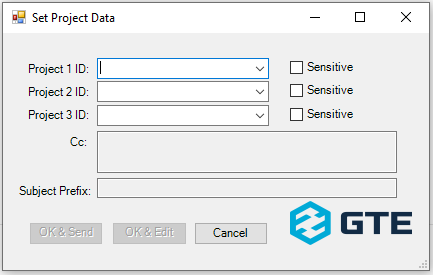 Set Project Data
Project 1 ID: Sensitive
Project 2 ID: Sensitive
Project 3 ID: Sensitive
Cc:
Subject Prefix:
OK & Send OK & Edit Cancel
GTE